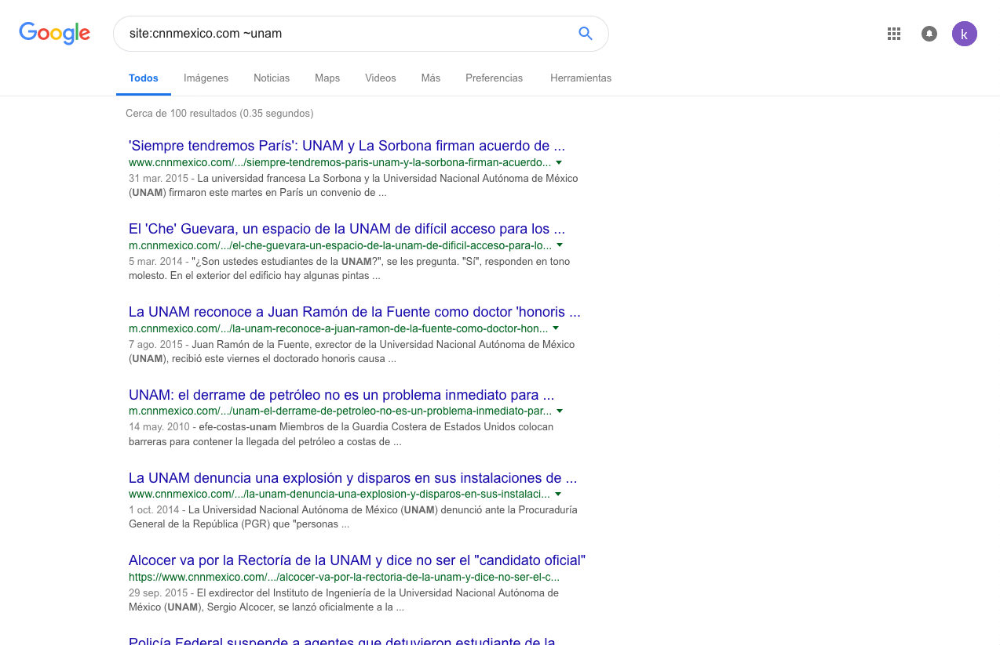 Google
site:cnnmexico.com ~unam
k
Todos Imágenes Noticias Maps Videos Más Preferencias Herramientas
Cerca de 100 resultados (0.35 segundos)
'Siempre tendremos París': UNAM y La Sorbona firman acuerdo de ...
www.cnnmexico.com/.../siempre-tendremos-paris-unam-y-la-sorbona-firman-acuerdo...
31 mar. 2015 - La universidad francesa La Sorbona y la Universidad Nacional Autónoma de México
(UNAM) firmaron este martes en París un convenio de ...
El 'Che' Guevara, un espacio de la UNAM de difícil acceso para los ...
m.cnnmexico.com/.../el-che-guevara-un-espacio-de-la-unam-de-dificil-acceso-para-lo...
5 mar. 2014 - "¿Son ustedes estudiantes de la UNAM?", se les pregunta. "Sí", responden en tono
molesto. En el exterior del edificio hay algunas pintas ...
La UNAM reconoce a Juan Ramón de la Fuente como doctor 'honoris ...
m.cnnmexico.com/.../la-unam-reconoce-a-juan-ramon-de-la-fuente-como-doctor-hon...
7 ago. 2015 - Juan Ramón de la Fuente, exrector de la Universidad Nacional Autónoma de México
(UNAM), recibió este viernes el doctorado honoris causa ...
UNAM: el derrame de petróleo no es un problema inmediato para ...
m.cnnmexico.com/.../unam-el-derrame-de-petroleo-no-es-un-problema-inmediato-par...
14 may. 2010 - efe-costas-unam Miembros de la Guardia Costera de Estados Unidos colocan
barreras para contener la llegada del petróleo a costas de ...
La UNAM denuncia una explosión y disparos en sus instalaciones de ...
www.cnnmexico.com/.../la-unam-denuncia-una-explosion-y-disparos-en-sus-instalaci...
1 oct. 2014 - La Universidad Nacional Autónoma de México (UNAM) denunció ante la Procuraduría
General de la República (PGR) que "personas ...
Alcocer va por la Rectoría de la UNAM y dice no ser el "candidato oficial"
https://www.cnnmexico.com/.../alcocer-va-por-la-rectoria-de-la-unam-y-dice-no-ser-el-c...
29 sep. 2015 - El exdirector del Instituto de Ingeniería de la Universidad Nacional Autónoma de
México (UNAM), Sergio Alcocer, se lanzó oficialmente a la ...
Policía Federal suspende a agentes que detuvieron estudiante de la